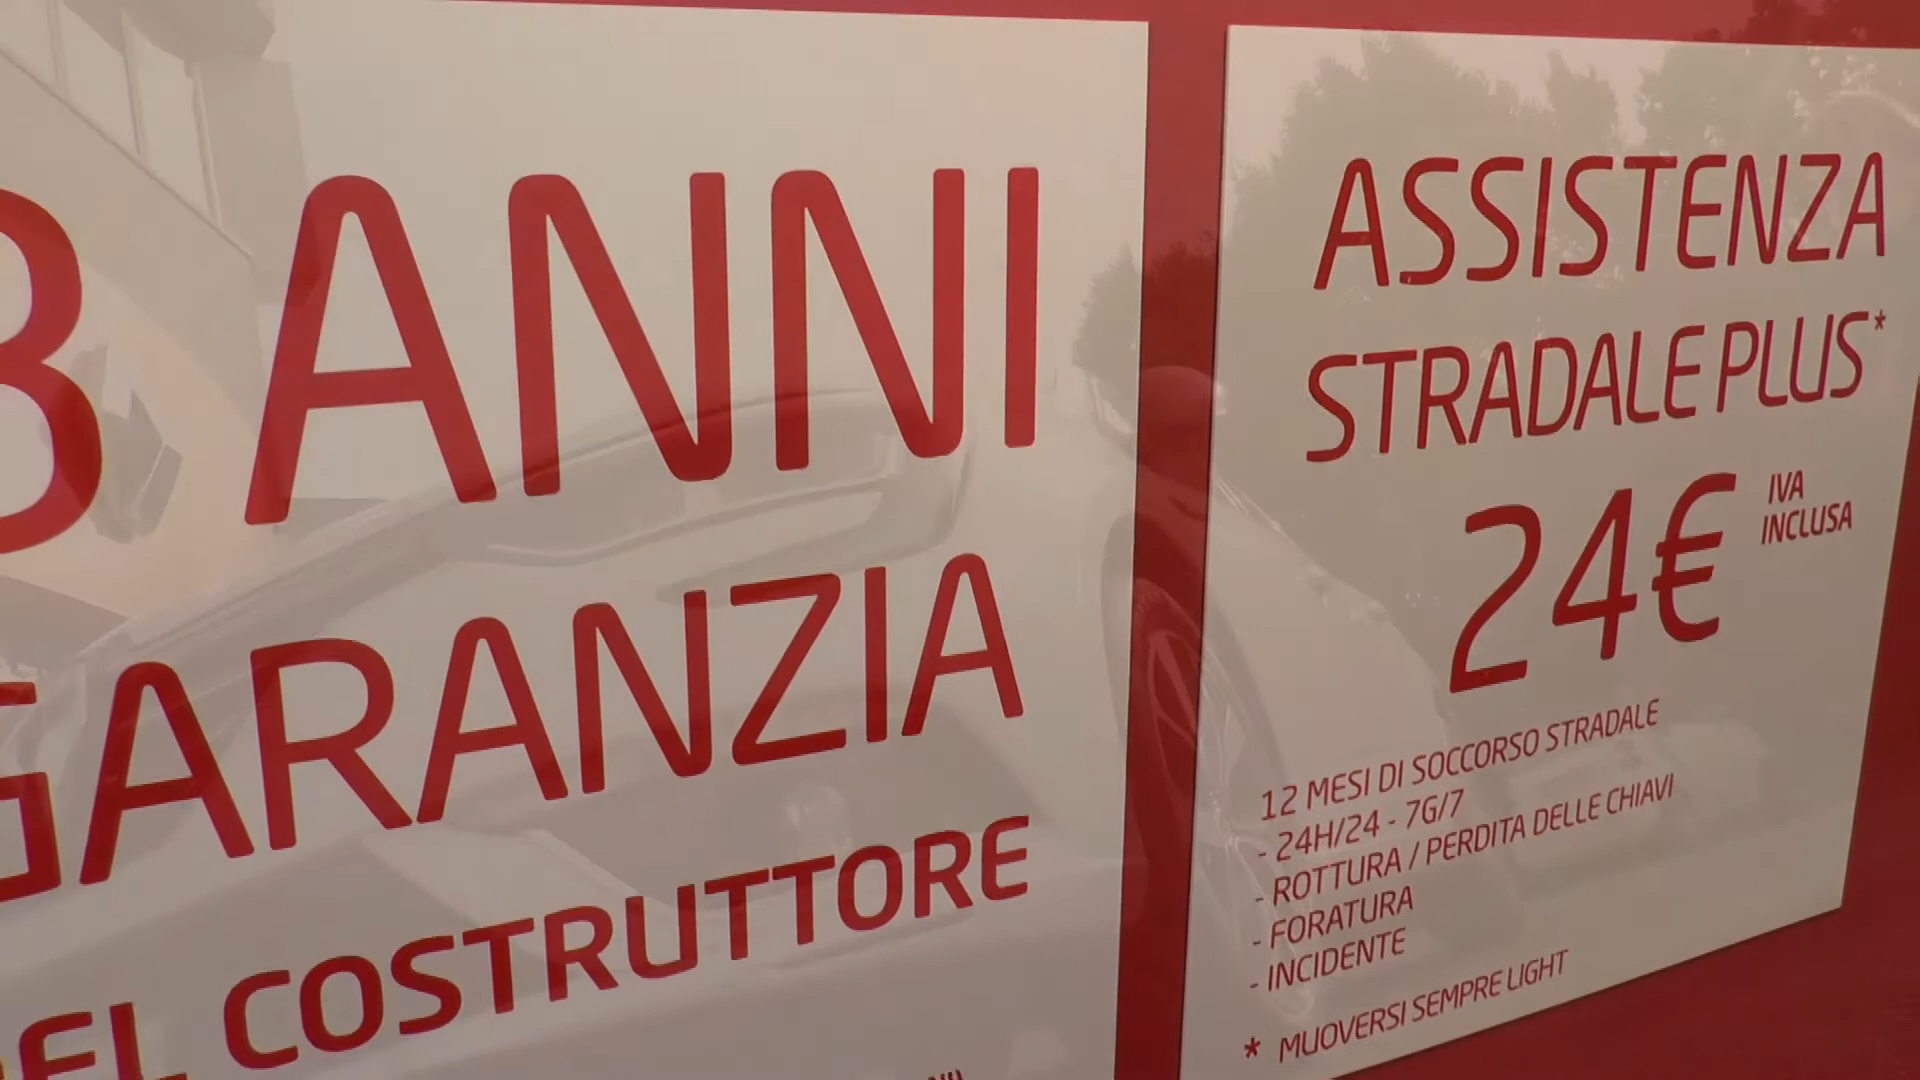 ANNI
GARANZIA
DEL COSTRUTTORE
ASSISTENZA
STRADALE PLUS*
24€ IVA
INCLUSA
12 MESI DI SOCCORSO STRADALE
- 24H/24 - 7G/7
- ROTTURA / PERDITA DELLE CHIAVI
- FORATURA
- INCIDENTE
* MUOVERSI SEMPRE LIGHT